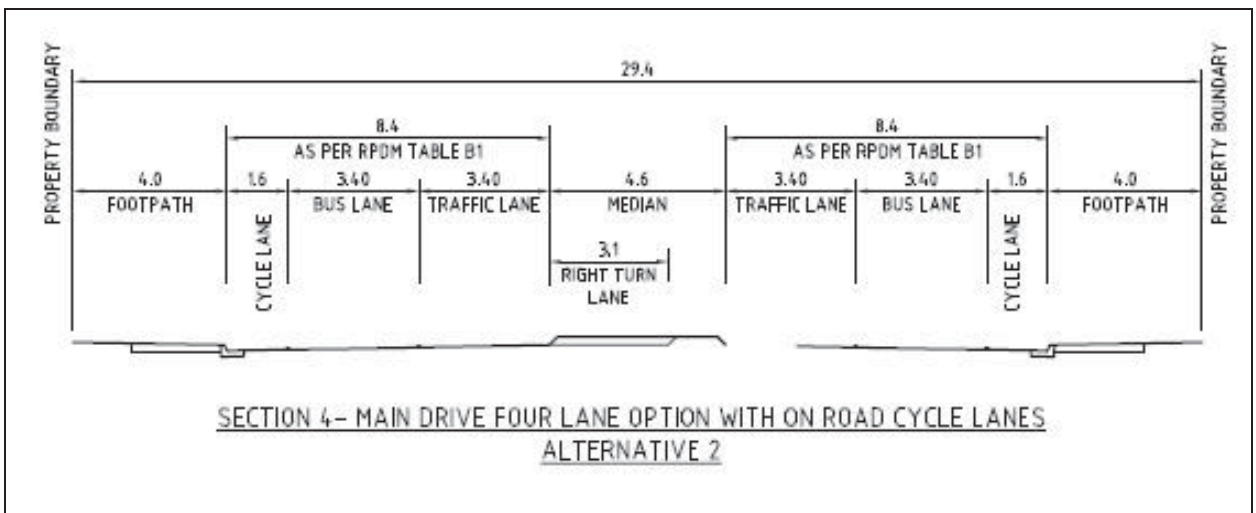 PROPERTY BOUNDARY
29.4
PROPERTY BOUNDARY
8.4
AS PER RPDM TABLE B1
8.4
AS PER RPDM TABLE B1
4.0
FOOTPATH
1.6
CYCLE LANE
3.40
BUS LANE
3.40
TRAFFIC LANE
4.6
MEDIAN
3.40
TRAFFIC LANE
3.40
BUS LANE
1.6
CYCLE LANE
4.0
FOOTPATH
3.1
RIGHT TURN
LANE
SECTION 4- MAIN DRIVE FOUR LANE OPTION WITH ON ROAD CYCLE LANES
ALTERNATIVE 2